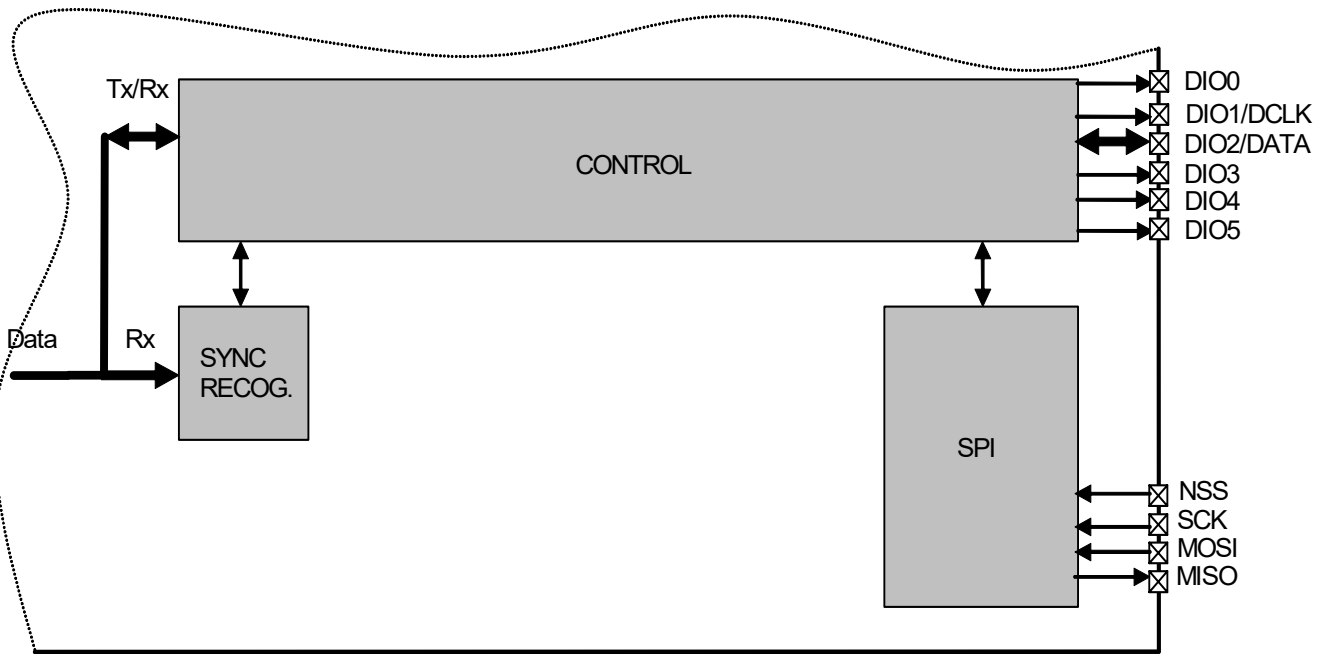 Tx/Rx
CONTROL
DIO0
DIO1/DCLK
DIO2/DATA
DIO3
DIO4
DIO5
Data
Rx
SYNC
RECOG.
SPI
NSS
SCK
MOSI
MISO